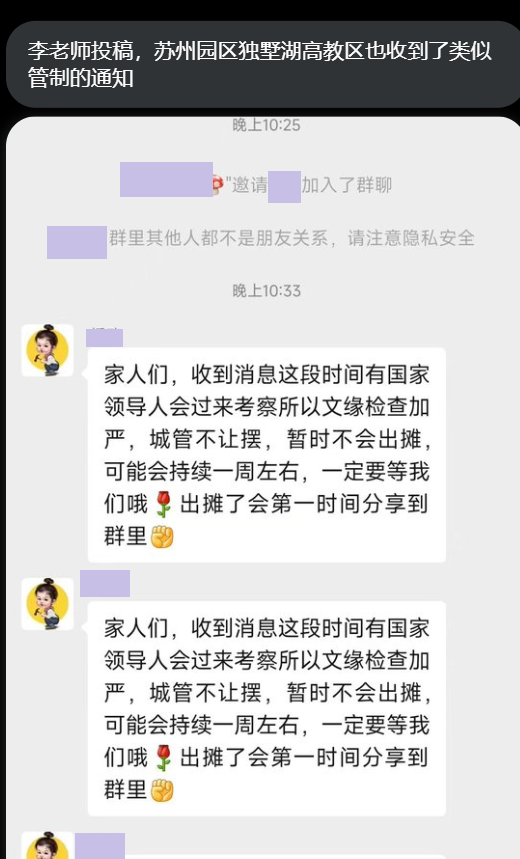 李老师投稿，苏州园区独墅湖高教区也收到了类似
管制的通知
晚上10:25
"邀请 加入了群聊
群里其他人都不是朋友关系，请注意隐私安全
晚上10:33
家人们，收到消息这段时间有国家
领导人会过来考察所以文缘检查加
严，城管不让摆，暂时不会出摊，
可能会持续一周左右，一定要等我
们哦🌹出摊了会第一时间分享到
群里✊
家人们，收到消息这段时间有国家
领导人会过来考察所以文缘检查加
严，城管不让摆，暂时不会出摊，
可能会持续一周左右，一定要等我
们哦🌹出摊了会第一时间分享到
群里✊